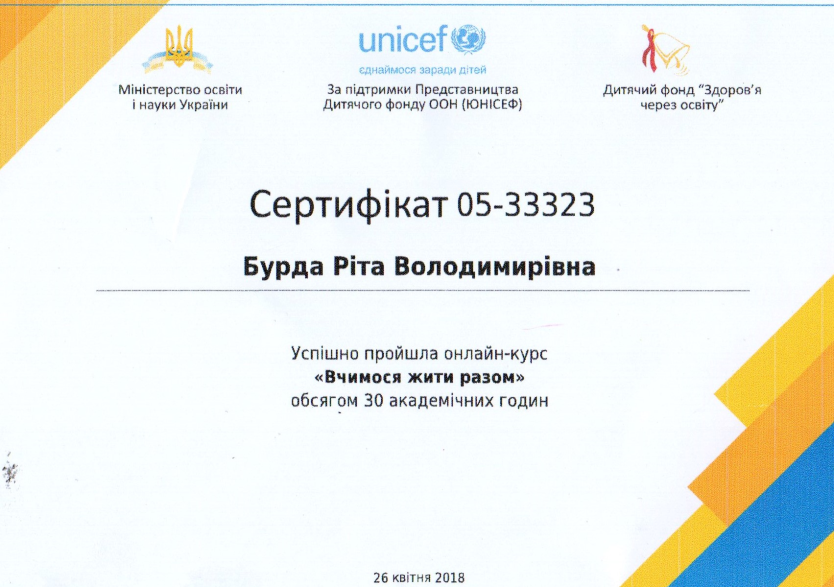 unicef
єднаймося заради дітей
Міністерство освіти
і науки України
За підтримки Представництва
Дитячого фонду ООН (ЮНІСЕФ)
Дитячий фонд "Здоров'я
через освіту"
Сертифікат 05-33323
Бурда Ріта Володимирівна
Успішно пройшла онлайн-курс
«Вчимося жити разом»
обсягом 30 академічних годин
26 квітня 2018